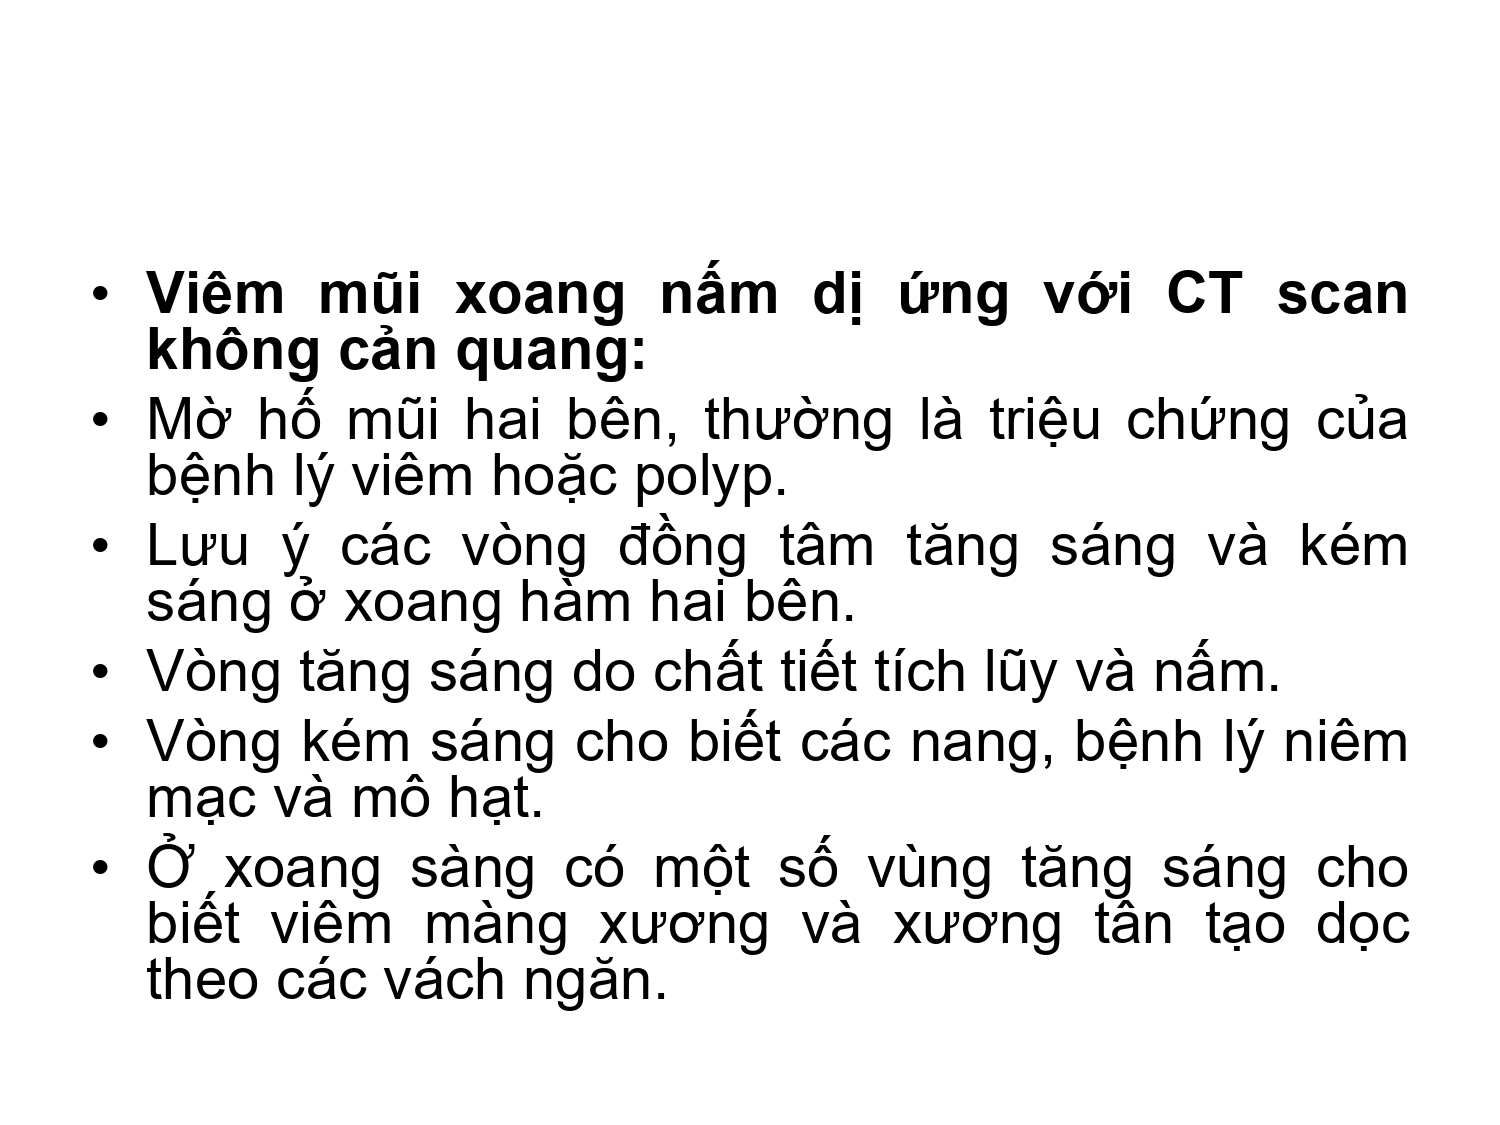 • Viêm mũi xoang nấm dị ứng với CT scan
không cản quang:
• Mờ hố mũi hai bên, thường là triệu chứng của
bệnh lý viêm hoặc polyp.
• Lưu ý các vòng đồng tâm tăng sáng và kém
sáng ở xoang hàm hai bên.
• Vòng tăng sáng do chất tiết tích lũy và nấm.
• Vòng kém sáng cho biết các nang, bệnh lý niêm
mạc và mô hạt.
• Ở xoang sàng có một số vùng tăng sáng cho
biết viêm màng xương và xương tân tạo dọc
theo các vách ngăn.